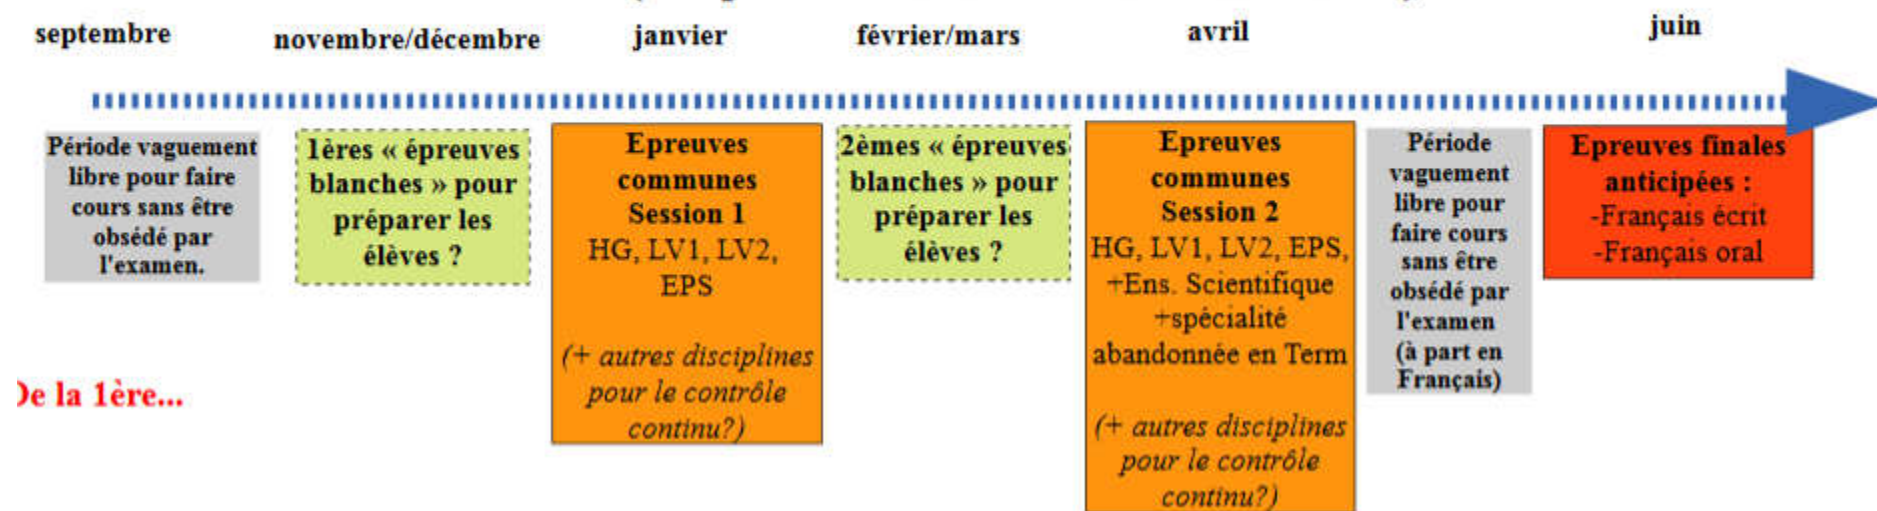 septembre
novembre/décembre
janvier
février/mars
avril
juin
Période vaguement
libre pour faire
cours sans être
obsédé par
l'examen.
1ères « épreuves
blanches » pour
préparer les
élèves ?
Epreuves
communes
Session 1
HG, LV1, LV2,
EPS
(+ autres disciplines
pour le contrôle
continu?)
2èmes « épreuves
blanches » pour
préparer les
élèves ?
Epreuves
communes
Session 2
HG, LV1, LV2, EPS,
+Ens. Scientifique
+spécialité
abandonnée en Term
(+ autres disciplines
pour le contrôle
continu?)
Période
vaguement
libre pour
faire cours
sans être
obsédé par
l'examen
(à part en
Français)
Epreuves finales
anticipées :
-Français écrit
-Français oral
De la 1ère...